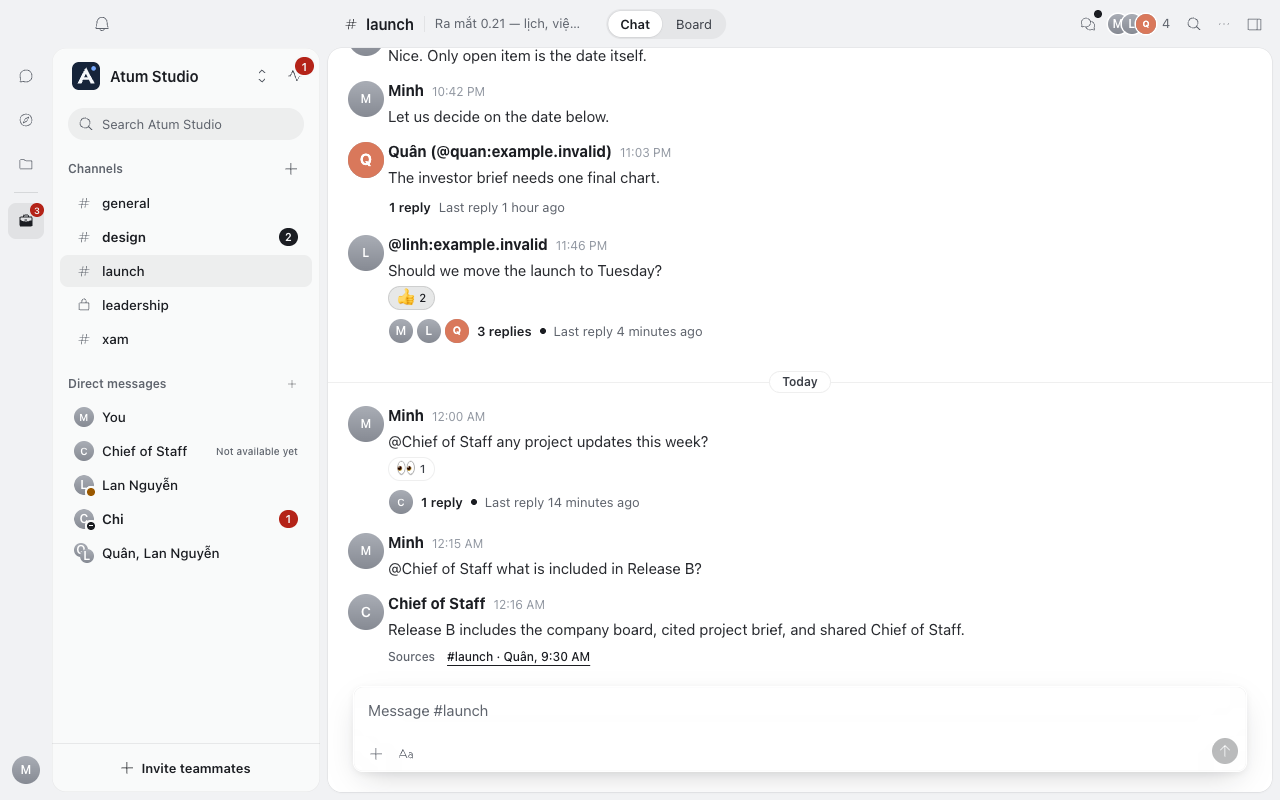 # launch
Ra mắt 0.21 — lịch, việ...
Chat
Board
M L Q 4
Atum Studio
1
Search Atum Studio
Channels
# general
# design 2
# launch
leadership
# xam
3
Direct messages
M You
C Chief of Staff Not available yet
L Lan Nguyễn
C Chi 1
Q L Quân, Lan Nguyễn
Invite teammates
M
Nice. Only open item is the date itself.
M Minh 10:42 PM
Let us decide on the date below.
Q Quân (@quan:example.invalid) 11:03 PM
The investor brief needs one final chart.
1 reply Last reply 1 hour ago
L @linh:example.invalid 11:46 PM
Should we move the launch to Tuesday?
👍 2
M L Q 3 replies • Last reply 4 minutes ago
Today
M Minh 12:00 AM
@Chief of Staff any project updates this week?
👀 1
C 1 reply • Last reply 14 minutes ago
M Minh 12:15 AM
@Chief of Staff what is included in Release B?
C Chief of Staff 12:16 AM
Release B includes the company board, cited project brief, and shared Chief of Staff.
Sources #launch · Quân, 9:30 AM
Message #launch
Aa